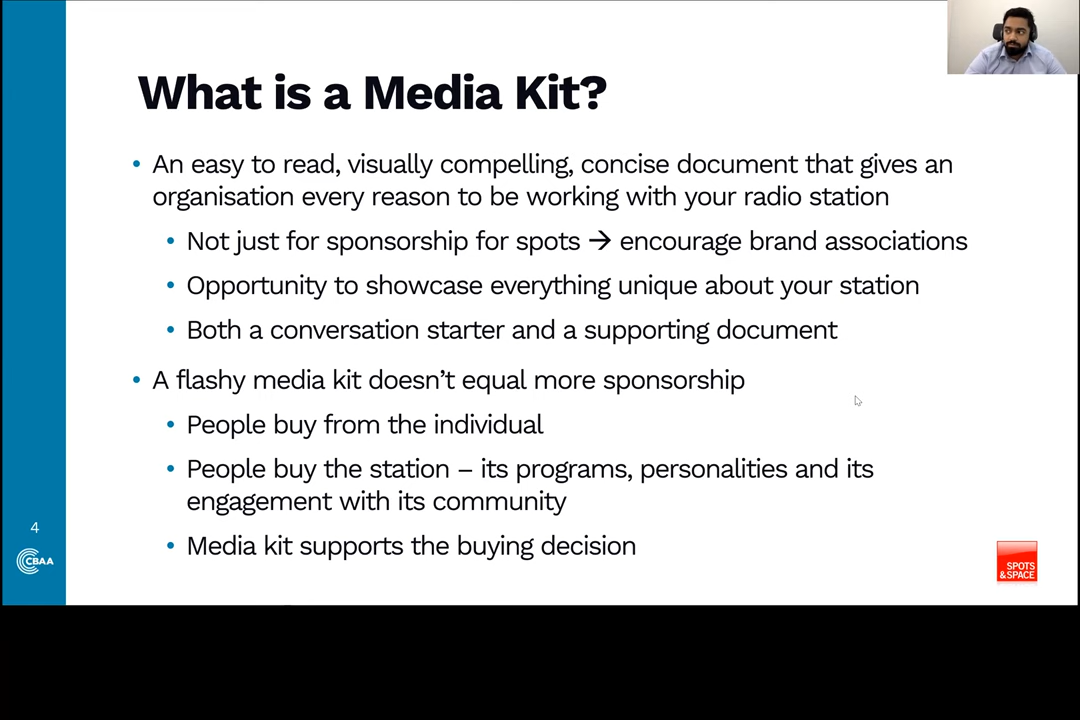 What is a Media Kit?
• An easy to read, visually compelling, concise document that gives an
organisation every reason to be working with your radio station
• Not just for sponsorship for spots → encourage brand associations
• Opportunity to showcase everything unique about your station
• Both a conversation starter and a supporting document
• A flashy media kit doesn’t equal more sponsorship
• People buy from the individual
• People buy the station – its programs, personalities and its
engagement with its community
• Media kit supports the buying decision
4
CBAA
SPOTS
&SPACE